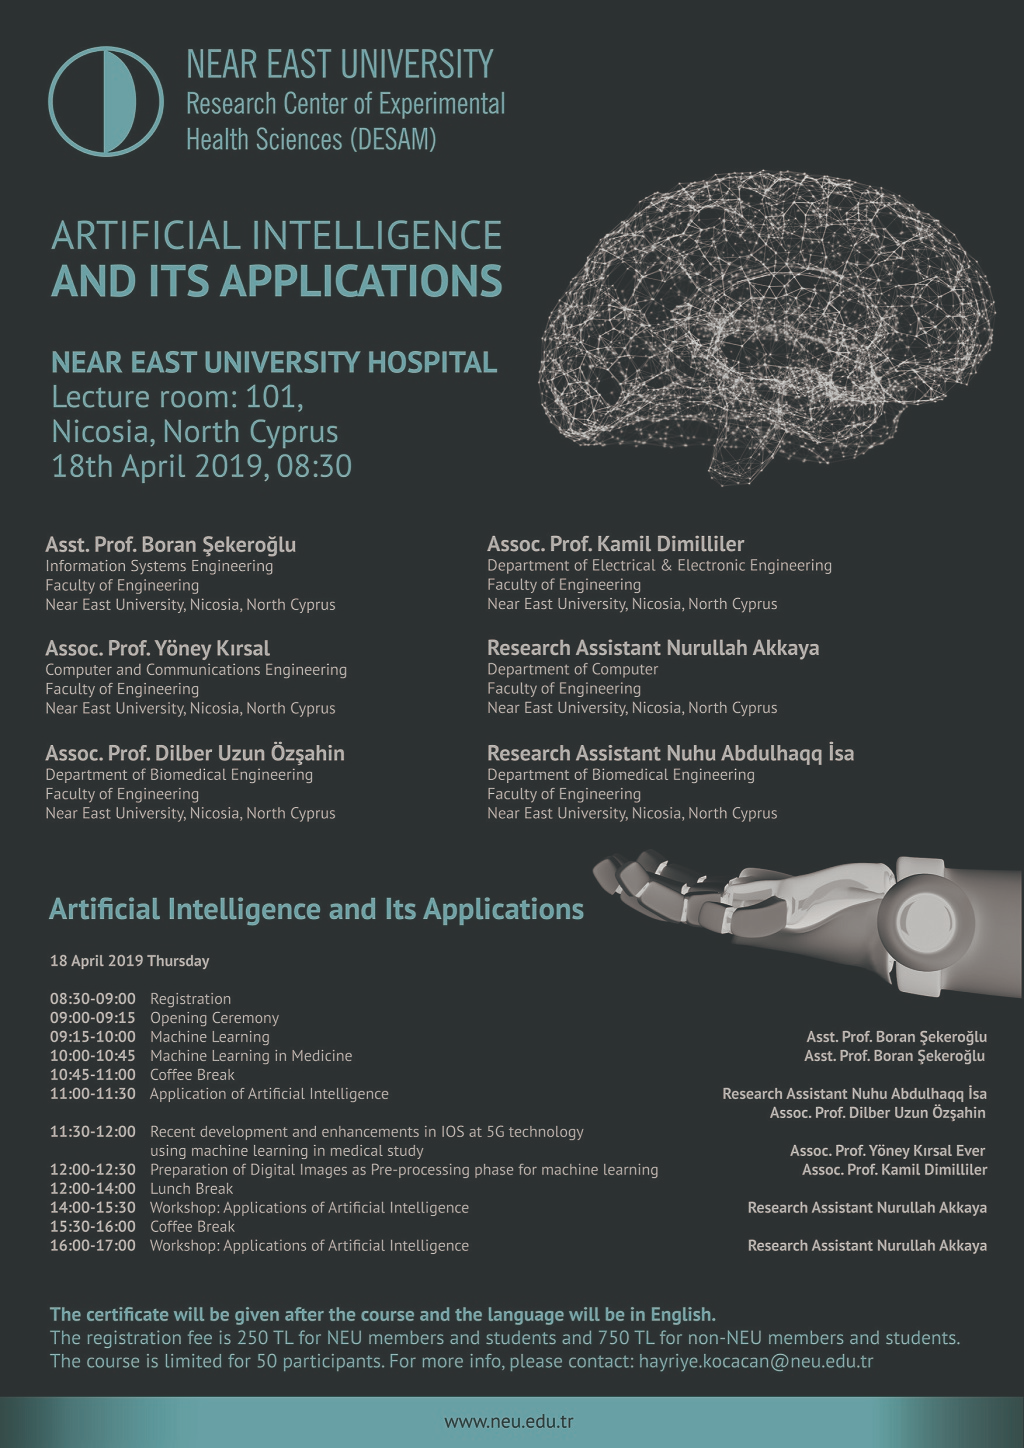 NEAR EAST UNIVERSITY
Research Center of Experimental
Health Sciences (DESAM)
ARTIFICIAL INTELLIGENCE
AND ITS APPLICATIONS
NEAR EAST UNIVERSITY HOSPITAL
Lecture room: 101,
Nicosia, North Cyprus
18th April 2019, 08:30
Asst. Prof. Boran Şekeroğlu
Information Systems Engineering
Faculty of Engineering
Near East University, Nicosia, North Cyprus
Assoc. Prof. Kamil Dimilliler
Department of Electrical & Electronic Engineering
Faculty of Engineering
Near East University, Nicosia, North Cyprus
Assoc. Prof. Yöney Kırsal
Computer and Communications Engineering
Faculty of Engineering
Near East University, Nicosia, North Cyprus
Research Assistant Nurullah Akkaya
Department of Computer
Faculty of Engineering
Near East University, Nicosia, North Cyprus
Assoc. Prof. Dilber Uzun Özşahin
Department of Biomedical Engineering
Faculty of Engineering
Near East University, Nicosia, North Cyprus
Research Assistant Nuhu Abdulhaqq İsa
Department of Biomedical Engineering
Faculty of Engineering
Near East University, Nicosia, North Cyprus
Artificial Intelligence and Its Applications
18 April 2019 Thursday
08:30-09:00 Registration
09:00-09:15 Opening Ceremony
09:15-10:00 Machine Learning Asst. Prof. Boran Şekeroğlu
10:00-10:45 Machine Learning in Medicine Asst. Prof. Boran Şekeroğlu
10:45-11:00 Coffee Break
11:00-11:30 Application of Artificial Intelligence Research Assistant Nuhu Abdulhaqq İsa
Assoc. Prof. Dilber Uzun Özşahin
11:30-12:00 Recent development and enhancements in IOS at 5G technology
using machine learning in medical study Assoc. Prof. Yöney Kırsal Ever
12:00-12:30 Preparation of Digital Images as Pre-processing phase for machine learning Assoc. Prof. Kamil Dimilliler
12:00-14:00 Lunch Break
14:00-15:30 Workshop: Applications of Artificial Intelligence Research Assistant Nurullah Akkaya
15:30-16:00 Coffee Break
16:00-17:00 Workshop: Applications of Artificial Intelligence Research Assistant Nurullah Akkaya
The certificate will be given after the course and the language will be in English.
The registration fee is 250 TL for NEU members and students and 750 TL for non-NEU members and students.
The course is limited for 50 participants. For more info, please contact: hayriye.kocacan@neu.edu.tr
www.neu.edu.tr